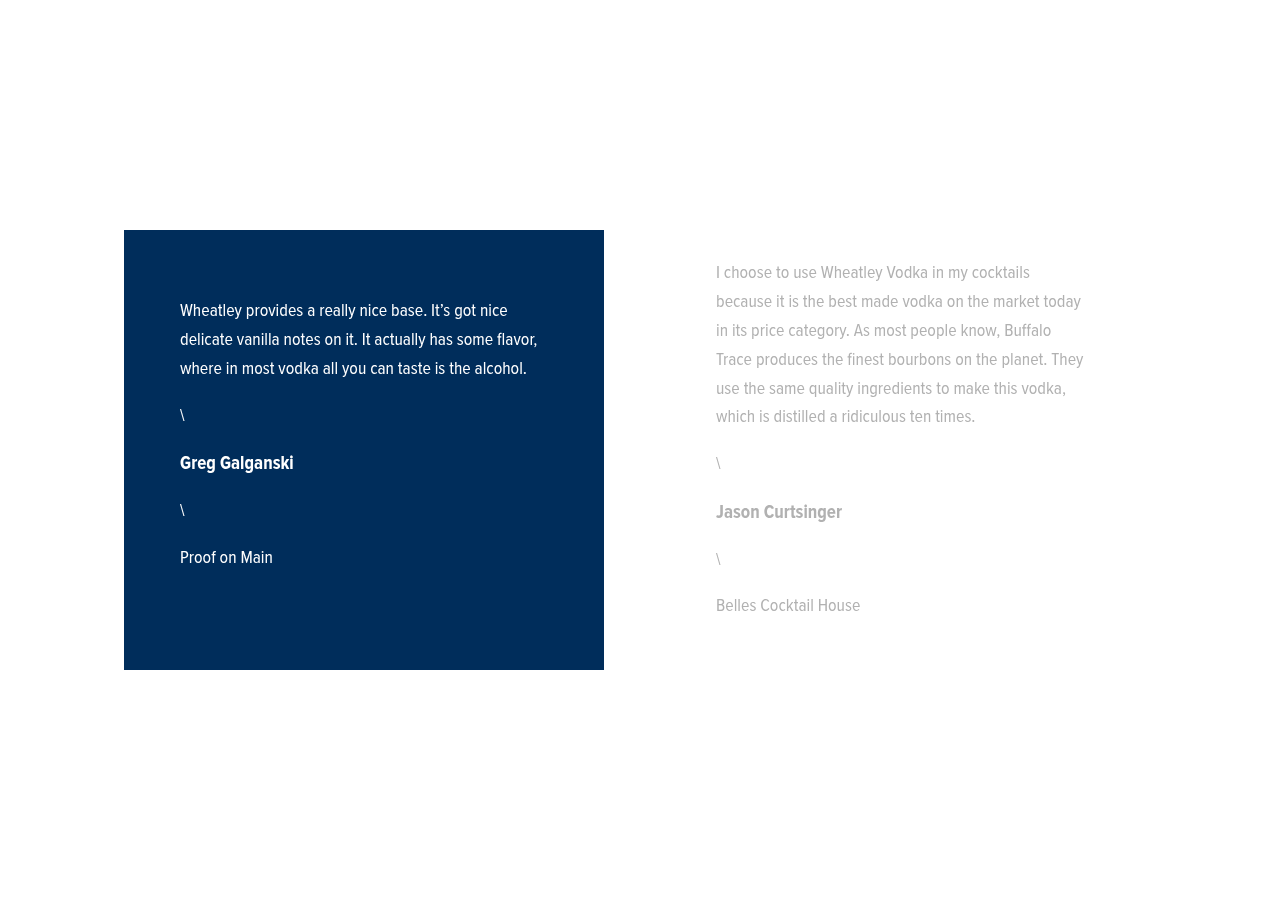 Wheatley provides a really nice base. It’s got nice
delicate vanilla notes on it. It actually has some flavor,
where in most vodka all you can taste is the alcohol.
\
Greg Galganski
\
Proof on Main
I choose to use Wheatley Vodka in my cocktails
because it is the best made vodka on the market today
in its price category. As most people know, Buffalo
Trace produces the finest bourbons on the planet. They
use the same quality ingredients to make this vodka,
which is distilled a ridiculous ten times.
\
Jason Curtsinger
\
Belles Cocktail House